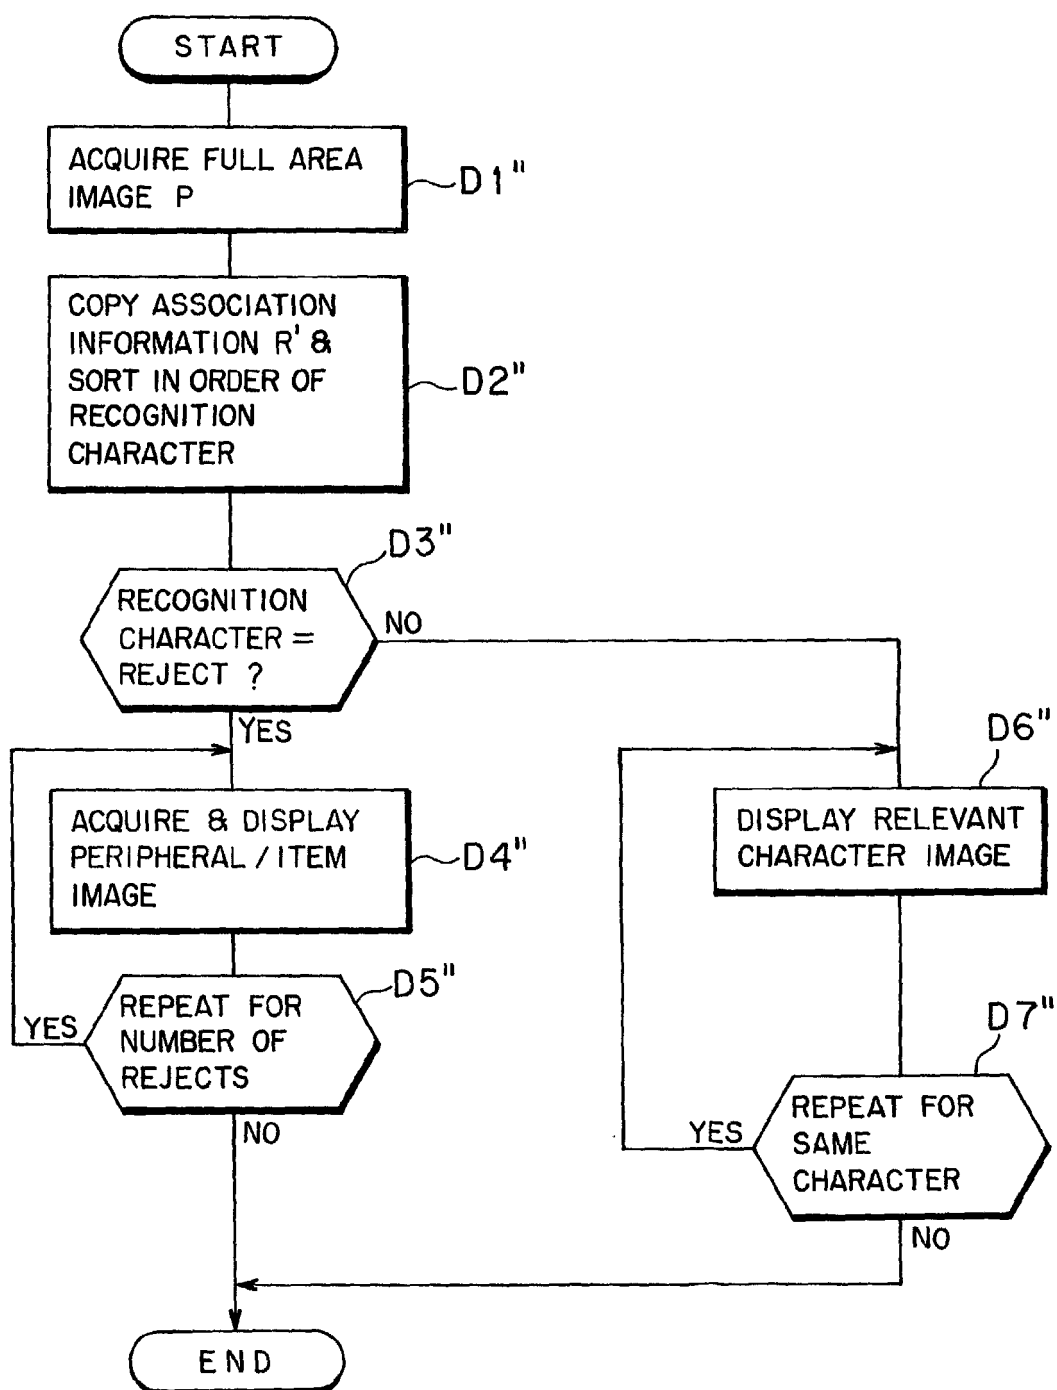 START
ACQUIRE FULL AREA
IMAGE P
D1"
COPY ASSOCIATION
INFORMATION R' &
SORT IN ORDER OF
RECOGNITION
CHARACTER
D2"
D3"
RECOGNITION
CHARACTER =
REJECT ?
NO
YES
ACQUIRE & DISPLAY
PERIPHERAL / ITEM
IMAGE
D4"
D5"
REPEAT FOR
NUMBER OF
REJECTS
YES
NO
D6"
DISPLAY RELEVANT
CHARACTER IMAGE
D7"
REPEAT FOR
SAME
CHARACTER
YES
NO
END